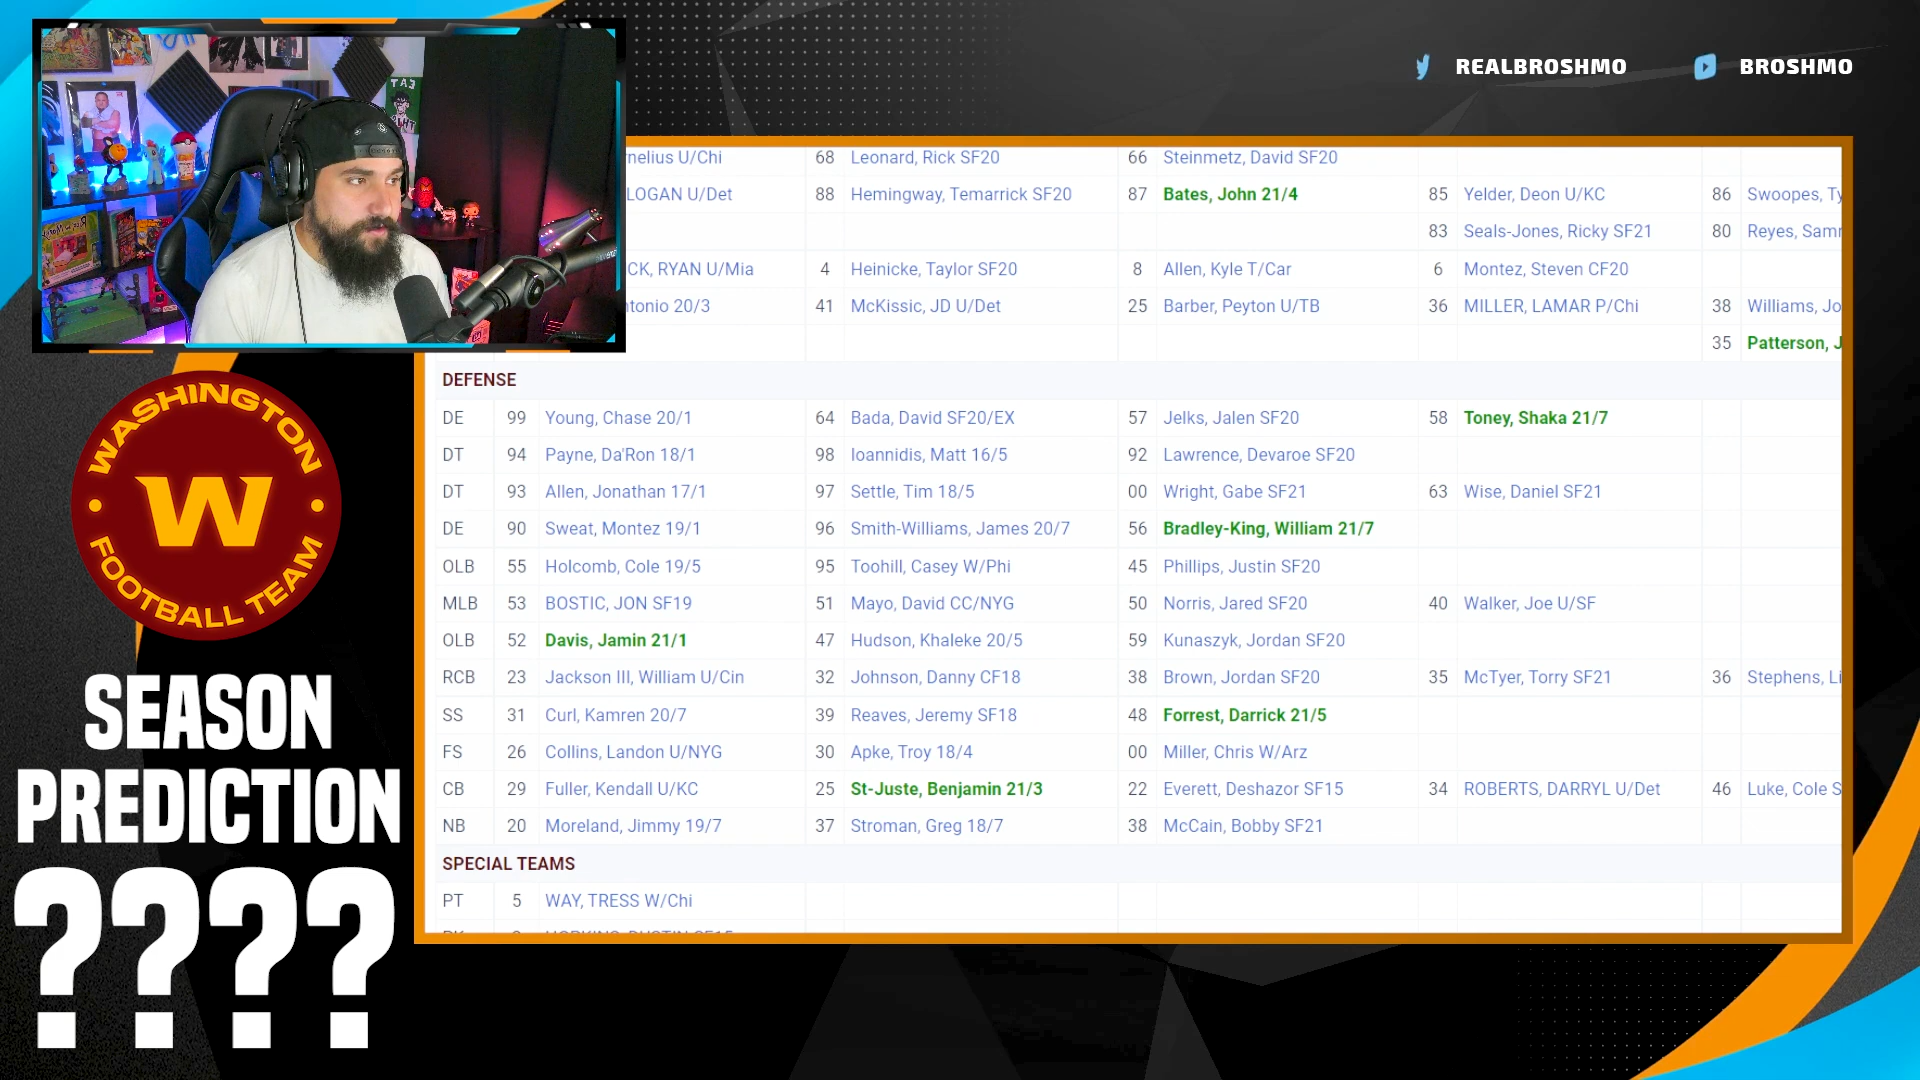 REALBROSHMO BROSHMO
rnelius U/Chi 68 Leonard, Rick SF20 66 Steinmetz, David SF20
LOGAN U/Det 88 Hemingway, Temarrick SF20 87 Bates, John 21/4 85 Yelder, Deon U/KC 86 Swoopes, Ty
83 Seals-Jones, Ricky SF21 80 Reyes, Samm
CK, RYAN U/Mia 4 Heinicke, Taylor SF20 8 Allen, Kyle T/Car 6 Montez, Steven CF20
ntonio 20/3 41 McKissic, JD U/Det 25 Barber, Peyton U/TB 36 MILLER, LAMAR P/Chi 38 Williams, Jo
35 Patterson, J
DEFENSE
DE 99 Young, Chase 20/1 64 Bada, David SF20/EX 57 Jelks, Jalen SF20 58 Toney, Shaka 21/7
DT 94 Payne, Da'Ron 18/1 98 Ioannidis, Matt 16/5 92 Lawrence, Devaroe SF20
DT 93 Allen, Jonathan 17/1 97 Settle, Tim 18/5 00 Wright, Gabe SF21 63 Wise, Daniel SF21
DE 90 Sweat, Montez 19/1 96 Smith-Williams, James 20/7 56 Bradley-King, William 21/7
OLB 55 Holcomb, Cole 19/5 95 Toohill, Casey W/Phi 45 Phillips, Justin SF20
MLB 53 BOSTIC, JON SF19 51 Mayo, David CC/NYG 50 Norris, Jared SF20 40 Walker, Joe U/SF
OLB 52 Davis, Jamin 21/1 47 Hudson, Khaleke 20/5 59 Kunaszyk, Jordan SF20
RCB 23 Jackson III, William U/Cin 32 Johnson, Danny CF18 38 Brown, Jordan SF20 35 McTyer, Torry SF21 36 Stephens, Li
SS 31 Curl, Kamren 20/7 39 Reaves, Jeremy SF18 48 Forrest, Darrick 21/5
FS 26 Collins, Landon U/NYG 30 Apke, Troy 18/4 00 Miller, Chris W/Arz
CB 29 Fuller, Kendall U/KC 25 St-Juste, Benjamin 21/3 22 Everett, Deshazor SF15 34 ROBERTS, DARRYL U/Det 46 Luke, Cole S
NB 20 Moreland, Jimmy 19/7 37 Stroman, Greg 18/7 38 McCain, Bobby SF21
SPECIAL TEAMS
PT 5 WAY, TRESS W/Chi
WASHINGTON
W
FOOTBALL TEAM
SEASON
PREDICTION
????